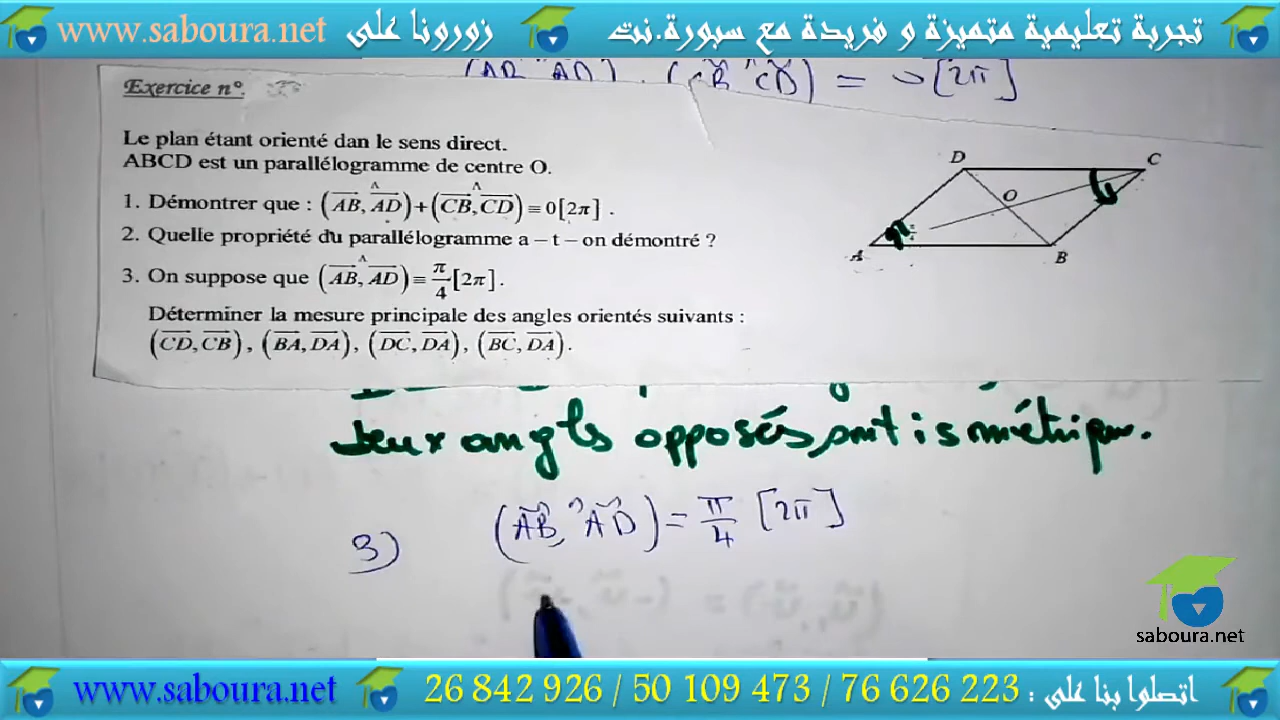 www.saboura.net زورونا على تجربة تعليمية متميزة و فريدة مع سبورة.نت
(AB, AD) (CB, CD) = 0 [2π]
Exercice n°.
Le plan étant orienté dan le sens direct.
ABCD est un parallélogramme de centre O.
1. Démontrer que : (AB, AD)+(CB, CD) ≡ 0[2π] .
2. Quelle propriété du parallélogramme a – t – on démontré ?
3. On suppose que (AB, AD) ≡ π/4 [2π] .
Déterminer la mesure principale des angles orientés suivants :
(CD, CB) , (BA, DA) , (DC, DA) , (BC, DA) .
D C
O
A B
deux angls opposés sont isométriques.
3) (AB, AD) = π/4 [2π]
saboura.net
www.saboura.net 26 842 926 / 50 109 473 / 76 626 223 : اتصلوا بنا على